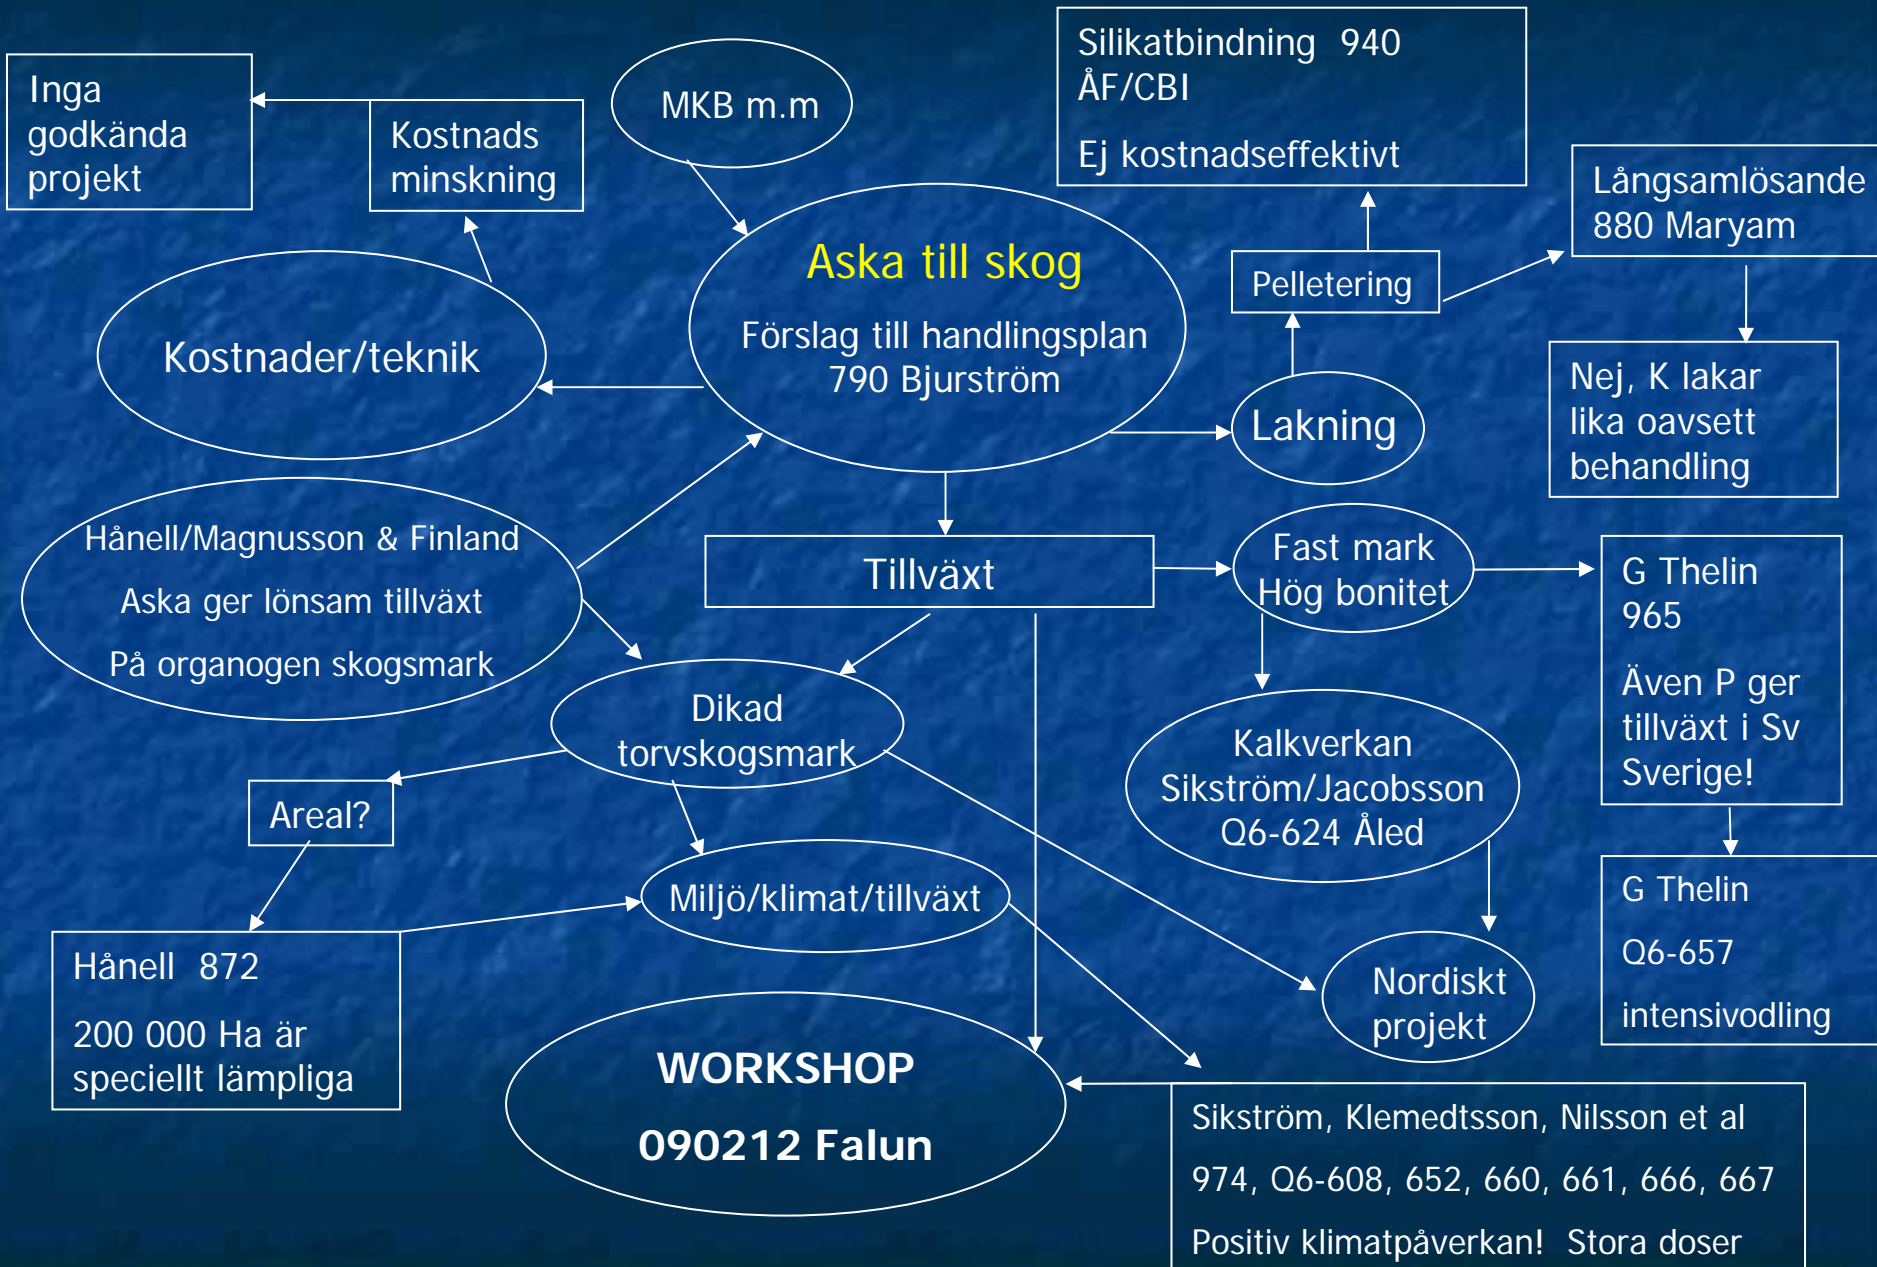 Inga
godkända
projekt
Kostnads
minskning
MKB m.m
Silikatbindning 940
ÅF/CBI
Ej kostnadseffektivt
Långsamlösande
880 Maryam
Aska till skog
Förslag till handlingsplan
790 Bjurström
Pelletering
Kostnader/teknik
Lakning
Nej, K lakar
lika oavsett
behandling
Hånell/Magnusson & Finland
Aska ger lönsam tillväxt
På organogen skogsmark
Tillväxt
Fast mark
Hög bonitet
G Thelin
965
Även P ger
tillväxt i Sv
Sverige!
Dikad
torvskogsmark
Kalkverkan
Sikström/Jacobsson
Q6-624 Åled
Areal?
Miljö/klimat/tillväxt
G Thelin
Q6-657
intensivodling
Hånell 872
200 000 Ha är
speciellt lämpliga
Nordiskt
projekt
WORKSHOP
090212 Falun
Sikström, Klemedtsson, Nilsson et al
974, Q6-608, 652, 660, 661, 666, 667
Positiv klimatpåverkan! Stora doser